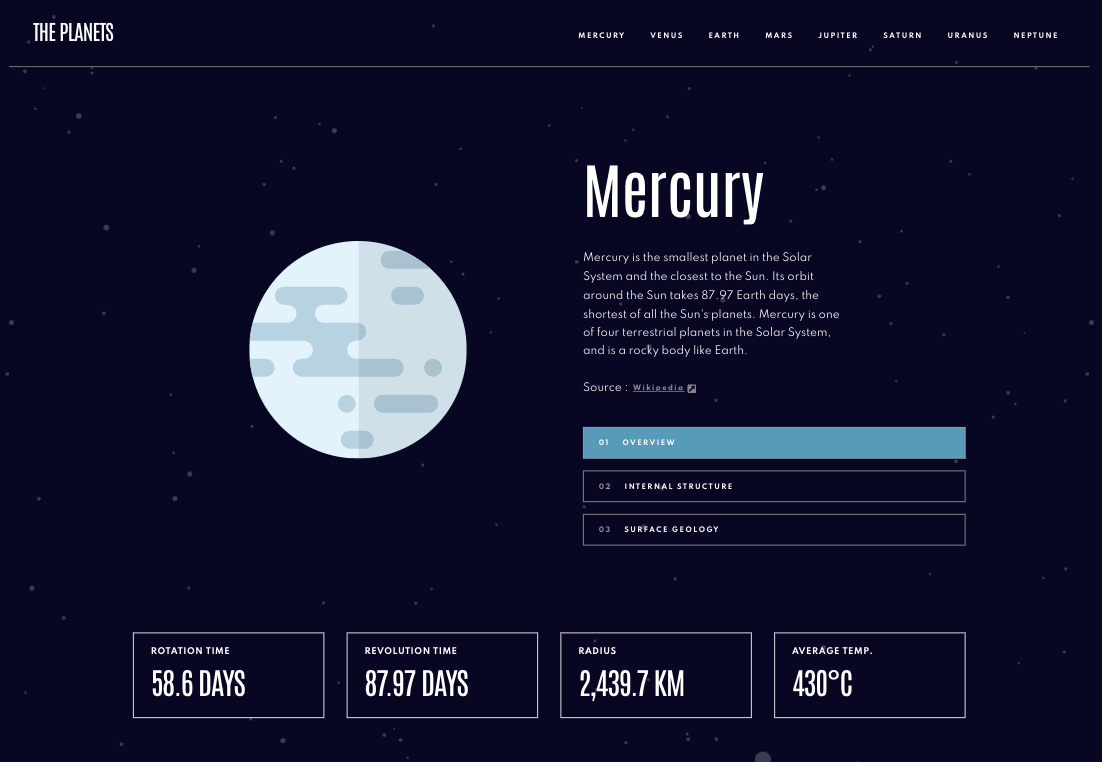 THE PLANETS
MERCURY VENUS EARTH MARS JUPITER SATURN URANUS NEPTUNE
Mercury
Mercury is the smallest planet in the Solar
System and the closest to the Sun. Its orbit
around the Sun takes 87.97 Earth days, the
shortest of all the Sun's planets. Mercury is one
of four terrestrial planets in the Solar System,
and is a rocky body like Earth.
Source : Wikipedia
01 OVERVIEW
02 INTERNAL STRUCTURE
03 SURFACE GEOLOGY
ROTATION TIME
58.6 DAYS
REVOLUTION TIME
87.97 DAYS
RADIUS
2,439.7 KM
AVERAGE TEMP.
430°C